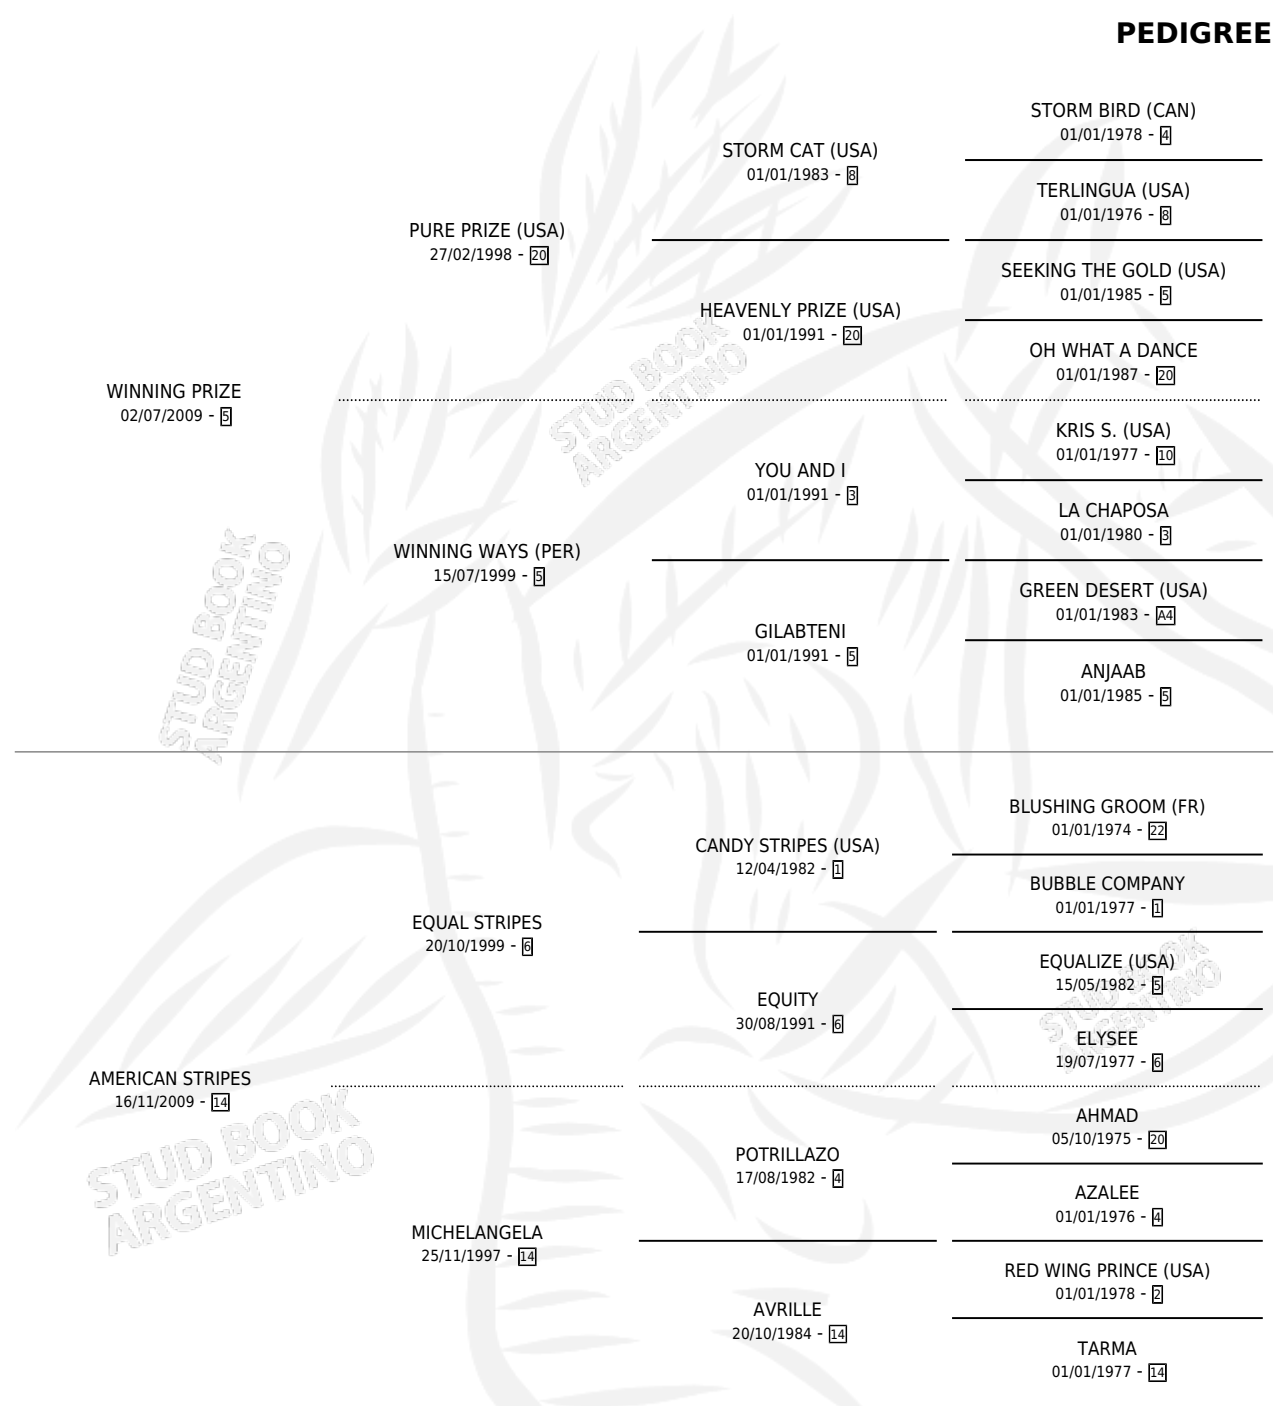 PEDIGREE
STORM BIRD (CAN)
01/01/1978 - 4
STORM CAT (USA)
01/01/1983 - 8
TERLINGUA (USA)
01/01/1976 - 8
PURE PRIZE (USA)
27/02/1998 - 20
SEEKING THE GOLD (USA)
01/01/1985 - 5
HEAVENLY PRIZE (USA)
01/01/1991 - 20
OH WHAT A DANCE
01/01/1987 - 20
WINNING PRIZE
02/07/2009 - 5
KRIS S. (USA)
01/01/1977 - 10
YOU AND I
01/01/1991 - 3
LA CHAPOSA
01/01/1980 - 3
WINNING WAYS (PER)
15/07/1999 - 5
GREEN DESERT (USA)
01/01/1983 - A4
GILABTENI
01/01/1991 - 5
ANJAAB
01/01/1985 - 5
BLUSHING GROOM (FR)
01/01/1974 - 22
CANDY STRIPES (USA)
12/04/1982 - 1
BUBBLE COMPANY
01/01/1977 - 1
EQUAL STRIPES
20/10/1999 - 6
EQUALIZE (USA)
15/05/1982 - 5
EQUITY
30/08/1991 - 6
ELYSEE
19/07/1977 - 6
AMERICAN STRIPES
16/11/2009 - 14
AHMAD
05/10/1975 - 20
POTRILLAZO
17/08/1982 - 4
AZALEE
01/01/1976 - 4
MICHELANGELA
25/11/1997 - 14
RED WING PRINCE (USA)
01/01/1978 - 2
AVRILLE
20/10/1984 - 14
TARMA
01/01/1977 - 14
STUD BOOK
ARGENTINO
STUD BOOK
ARGENTINO
STUD BOOK
ARGENTINO
STUD BOOK
ARGENTINO